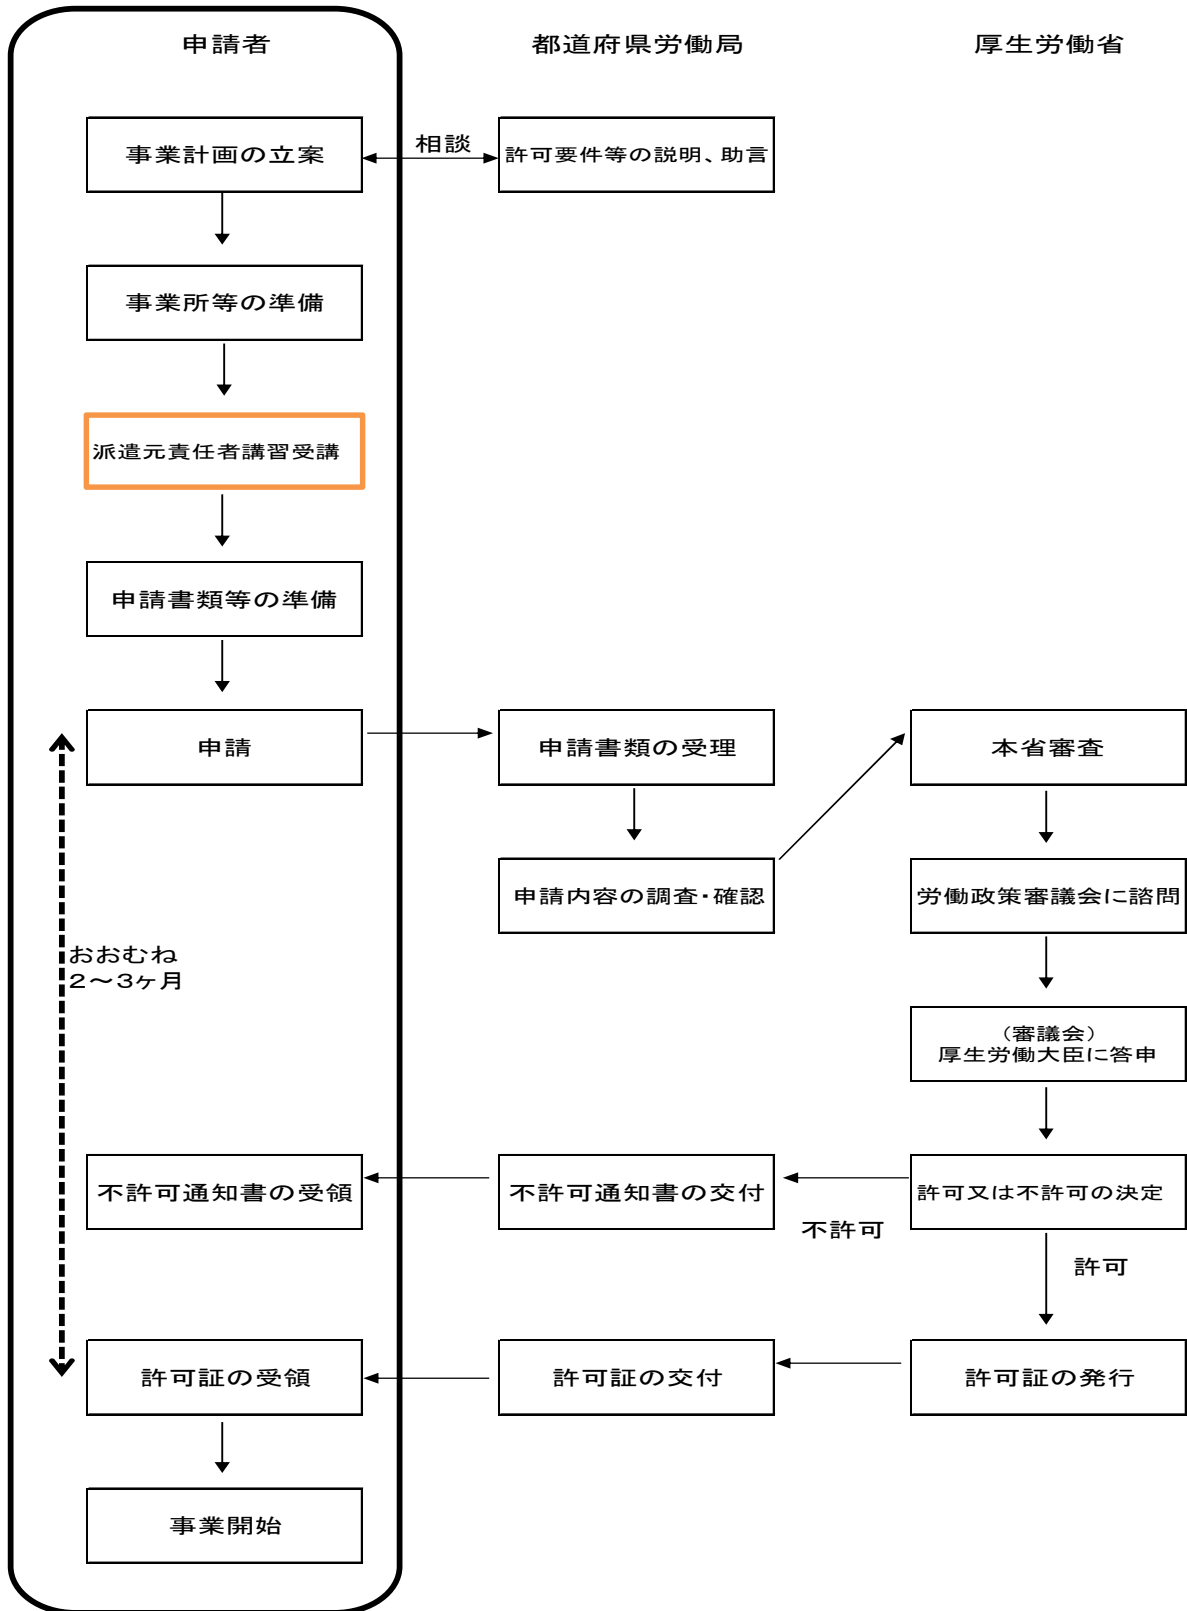 申請者
都道府県労働局
厚生労働省
事業計画の立案
相談
許可要件等の説明、助言
事業所等の準備
派遣元責任者講習受講
申請書類等の準備
申請
申請書類の受理
本省審査
申請内容の調査・確認
労働政策審議会に諮問
おおむね
2～3ヶ月
（審議会）
厚生労働大臣に答申
不許可通知書の受領
不許可通知書の交付
許可又は不許可の決定
不許可
許可
許可証の受領
許可証の交付
許可証の発行
事業開始